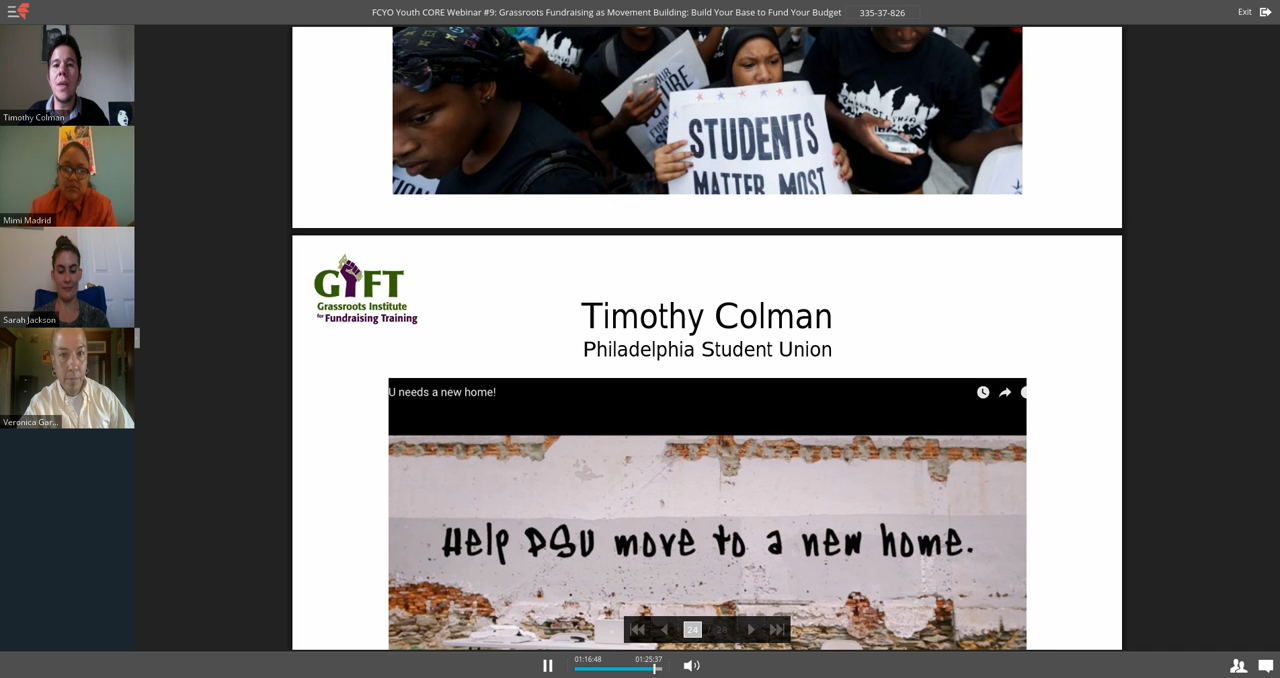 FCYO Youth CORE Webinar #9: Grassroots Fundraising as Movement Building: Build Your Base to Fund Your Budget
335-37-826
Exit
Timothy Colman
Mimi Madrid
Sarah Jackson
Veronica Gar...
STUDENTS
MATTER MOST
GIFT
Grassroots Institute
for Fundraising Training
Timothy Colman
Philadelphia Student Union
U needs a new home!
Help PSU move to a new home.
24 / 28
01:16:48
01:25:37